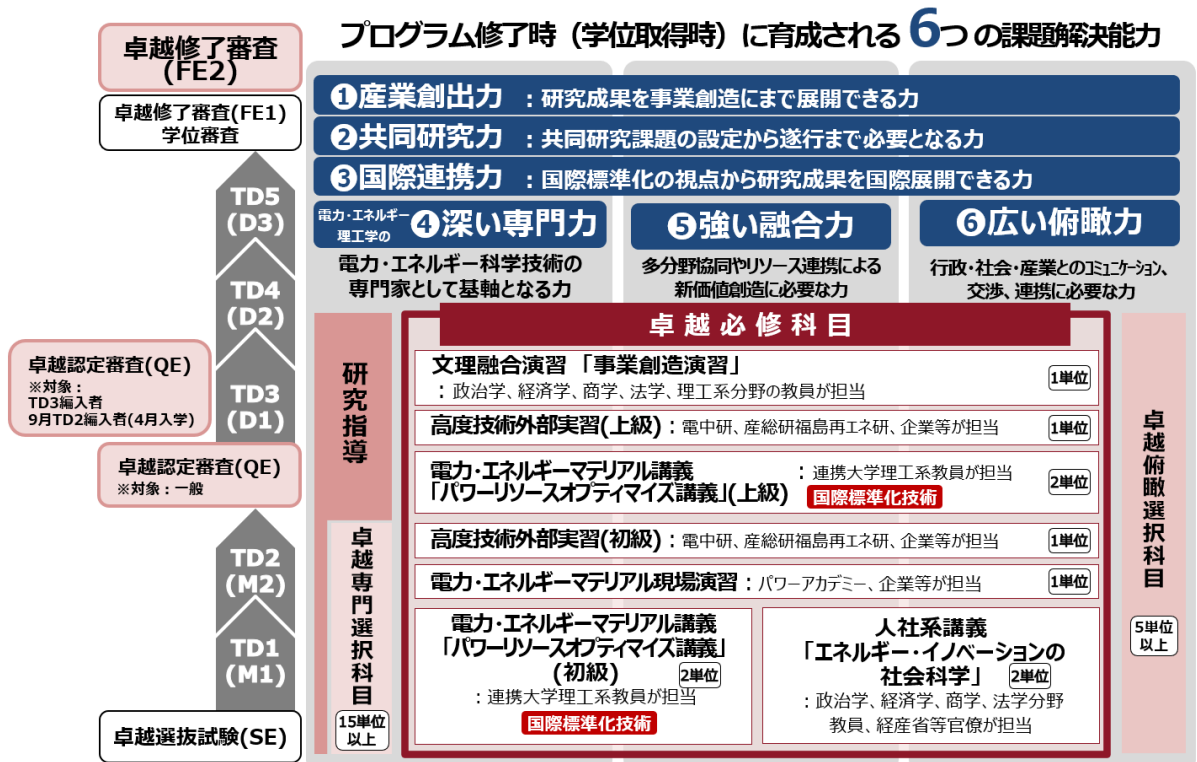 プログラム修了時（学位取得時）に育成される 6つ の課題解決能力
卓越修了審査
(FE2)
卓越修了審査(FE1)
学位審査
TD5
(D3)
TD4
(D2)
TD3
(D1)
卓越認定審査(QE)
※対象：
TD3編入者
9月TD2編入者(4月入学)
卓越認定審査(QE)
※対象：一般
TD2
(M2)
TD1
(M1)
卓越選抜試験(SE)
❶産業創出力 ：研究成果を事業創造にまで展開できる力
❷共同研究力 ：共同研究課題の設定から遂行まで必要となる力
❸国際連携力 ：国際標準化の視点から研究成果を国際展開できる力
電力・エネルギー
理工学の
❹深い専門力
電力・エネルギー科学技術の
専門家として基軸となる力
❺強い融合力
多分野協同やリソース連携による
新価値創造に必要な力
❻広い俯瞰力
行政・社会・産業とのコミュニケーション、
交渉、連携に必要な力
研究指導
卓越専門選択科目
15単位
以上
卓越必修科目
文理融合演習 「事業創造演習」
：政治学、経済学、商学、法学、理工系分野の教員が担当
1単位
高度技術外部実習(上級)：電中研、産総研福島再エネ研、企業等が担当
1単位
電力・エネルギーマテリアル講義
「パワーリソースオプティマイズ講義」(上級)
：連携大学理工系教員が担当
国際標準化技術
2単位
高度技術外部実習(初級)：電中研、産総研福島再エネ研、企業等が担当
1単位
電力・エネルギーマテリアル現場演習：パワーアカデミー、企業等が担当
1単位
電力・エネルギーマテリアル講義
「パワーリソースオプティマイズ講義」
(初級)
2単位
：連携大学理工系教員が担当
国際標準化技術
人社系講義
「エネルギー・イノベーションの
社会科学」
2単位
：政治学、経済学、商学、法学分野
教員、経産省等官僚が担当
卓越俯瞰選択科目
5単位
以上